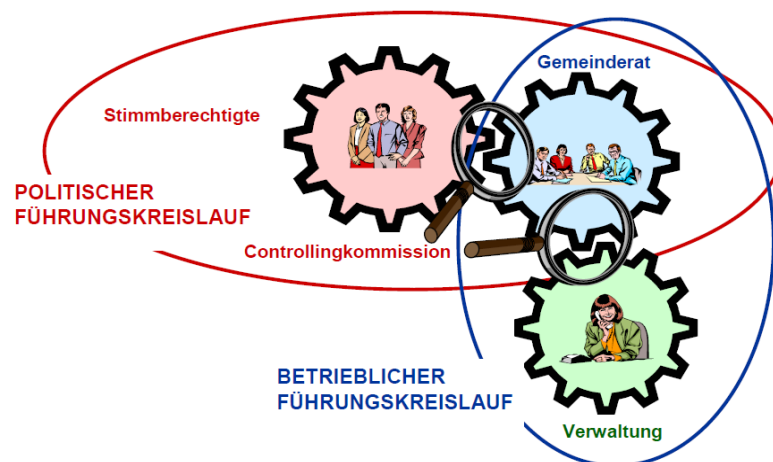 Gemeinderat
Stimmberechtigte
POLITISCHER
FÜHRUNGSKREISLAUF
Controllingkommission
BETRIEBLICHER
FÜHRUNGSKREISLAUF
Verwaltung